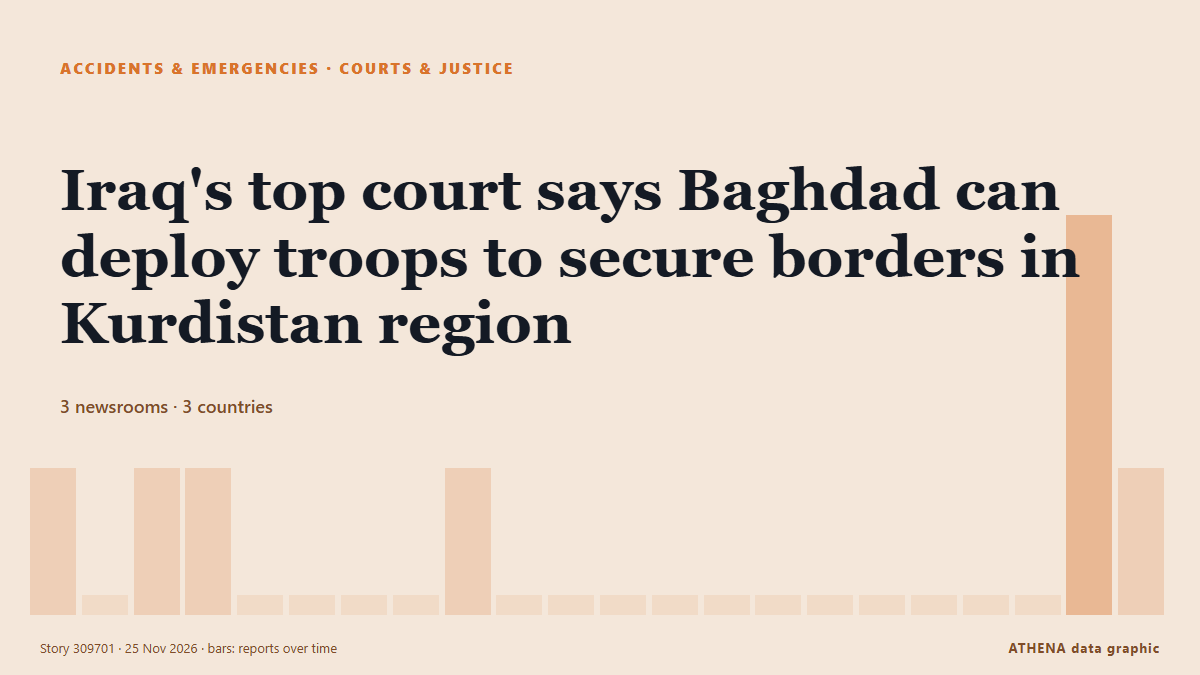 ACCIDENTS & EMERGENCIES · COURTS & JUSTICE
Iraq's top court says Baghdad can
deploy troops to secure borders in
Kurdistan region
3 newsrooms · 3 countries
Story 309701 · 25 Nov 2026 · bars: reports over time
ATHENA data graphic